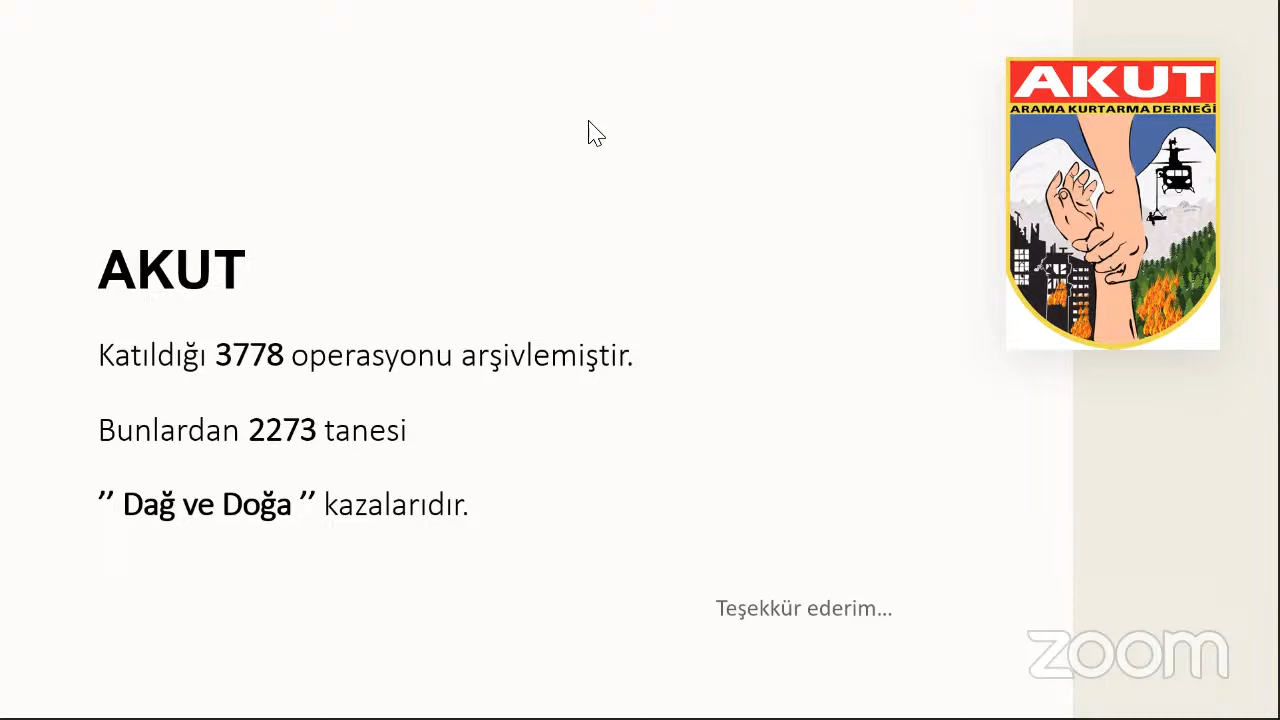 AKUT
ARAMA KURTARMA DERNEĞİ
AKUT
Katıldığı 3778 operasyonu arşivlemiştir.
Bunlardan 2273 tanesi
’’ Dağ ve Doğa ’’ kazalarıdır.
Teşekkür ederim...
zoom